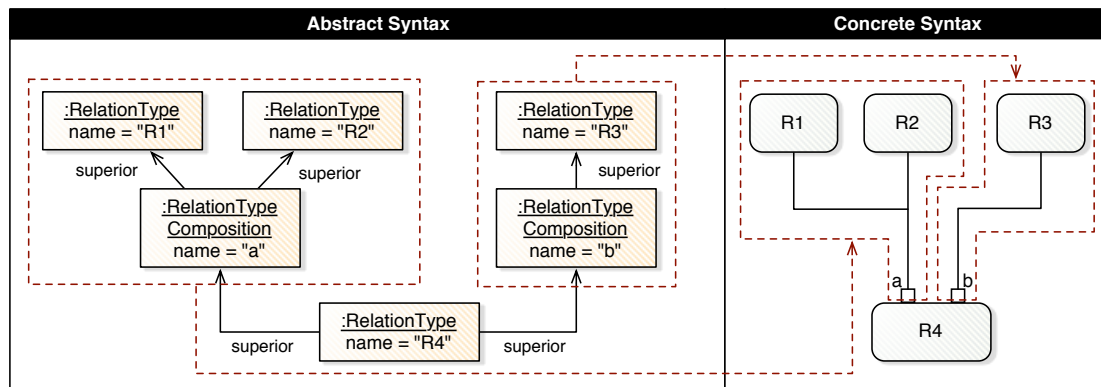 Abstract Syntax
Concrete Syntax
:RelationType
name = "R1"
:RelationType
name = "R2"
:RelationType
name = "R3"
superior
superior
superior
:RelationType
Composition
name = "a"
:RelationType
Composition
name = "b"
:RelationType
name = "R4"
superior
superior
R1
R2
R3
a
b
R4